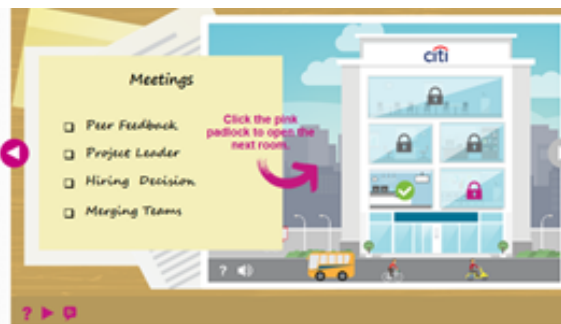 Meetings
Peer Feedback
Project Leader
Hiring Decision
Merging Teams
Click the pink
padlock to open the
next room.
citi
?
?